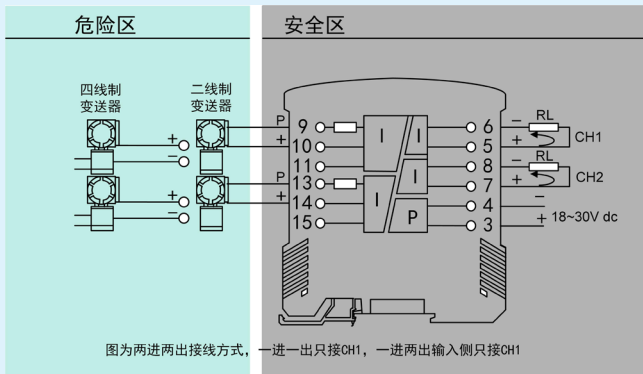 危险区
安全区
四线制
变送器
二线制
变送器
P
+
P
+
+
−
+
−
9
10
11
13
14
15
I
I
I
I
P
6
5
8
7
4
3
− RL
+
CH1
− RL
+
CH2
−
+ 18~30V dc
图为两进两出接线方式，一进一出只接CH1，一进两出输入侧只接CH1